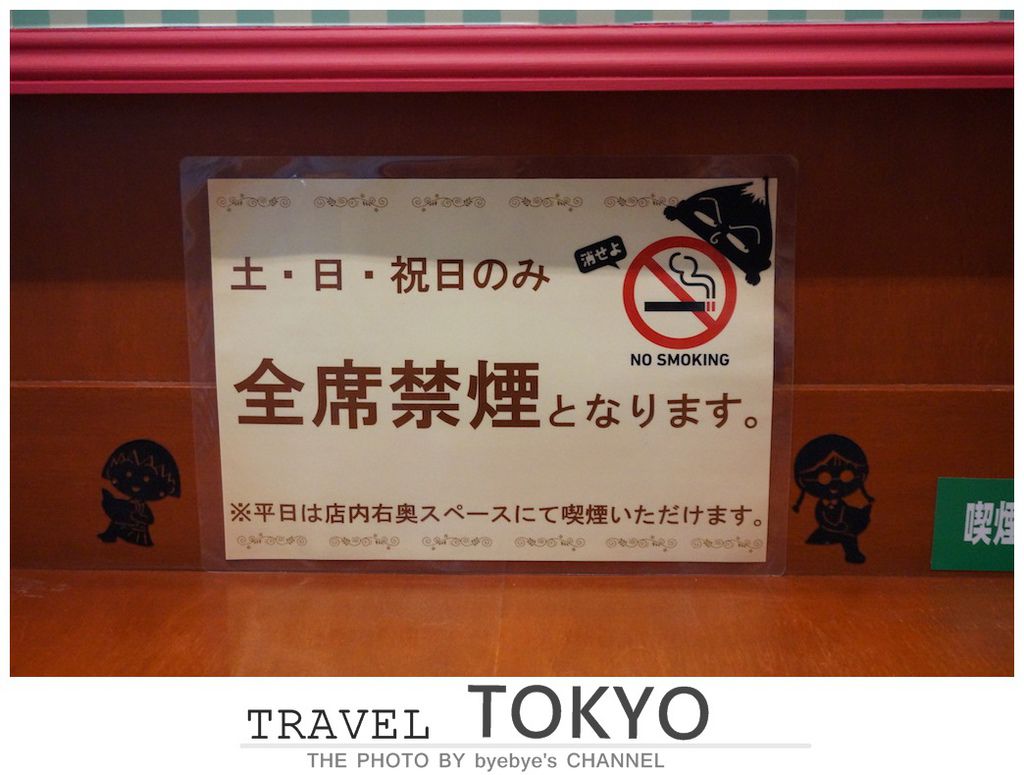 土・日・祝日のみ
消せよ
NO SMOKING
全席禁煙となります。
※平日は店内右奥スペースにて喫煙いただけます。
喫煙
TRAVEL TOKYO
THE PHOTO BY byebye's CHANNEL